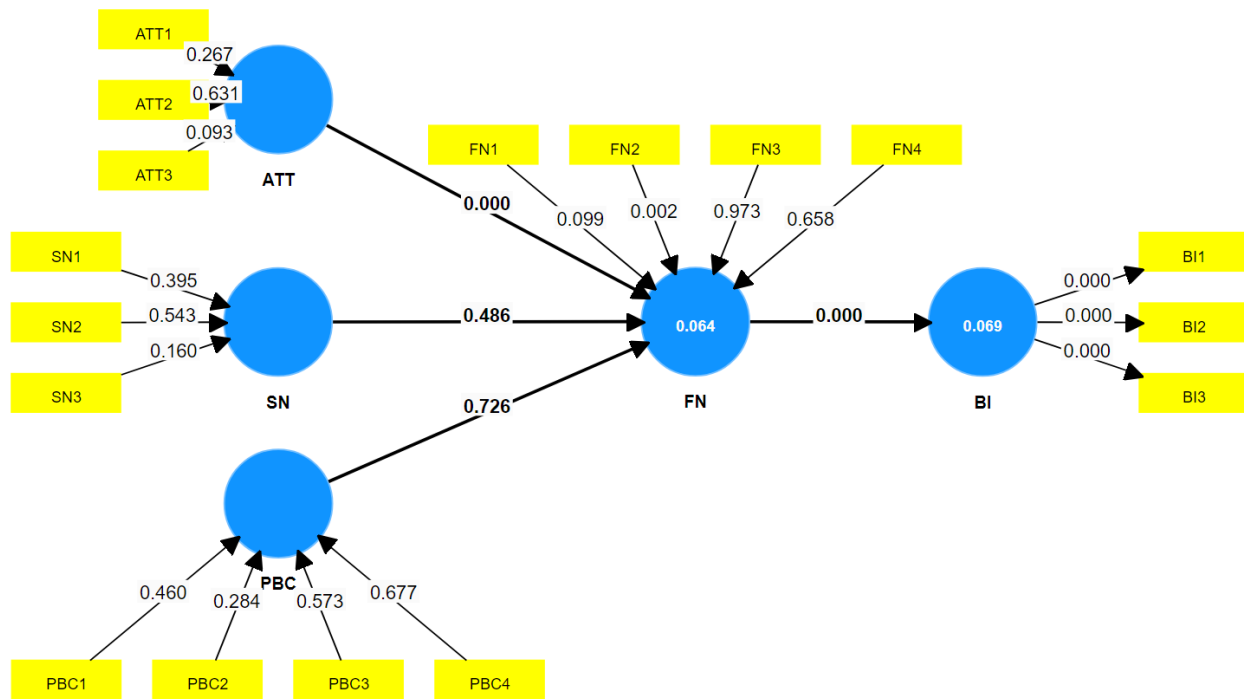 ATT1
0.267
ATT2
0.631
0.093
ATT3
ATT
FN1
FN2
FN3
FN4
0.000
0.099
0.002
0.973
0.658
SN1
0.395
SN2
0.543
0.160
SN3
SN
0.486
0.064
FN
0.000
0.069
BI
0.000
BI1
0.000
BI2
0.000
BI3
0.726
PBC
0.460
0.284
0.573
0.677
PBC1
PBC2
PBC3
PBC4